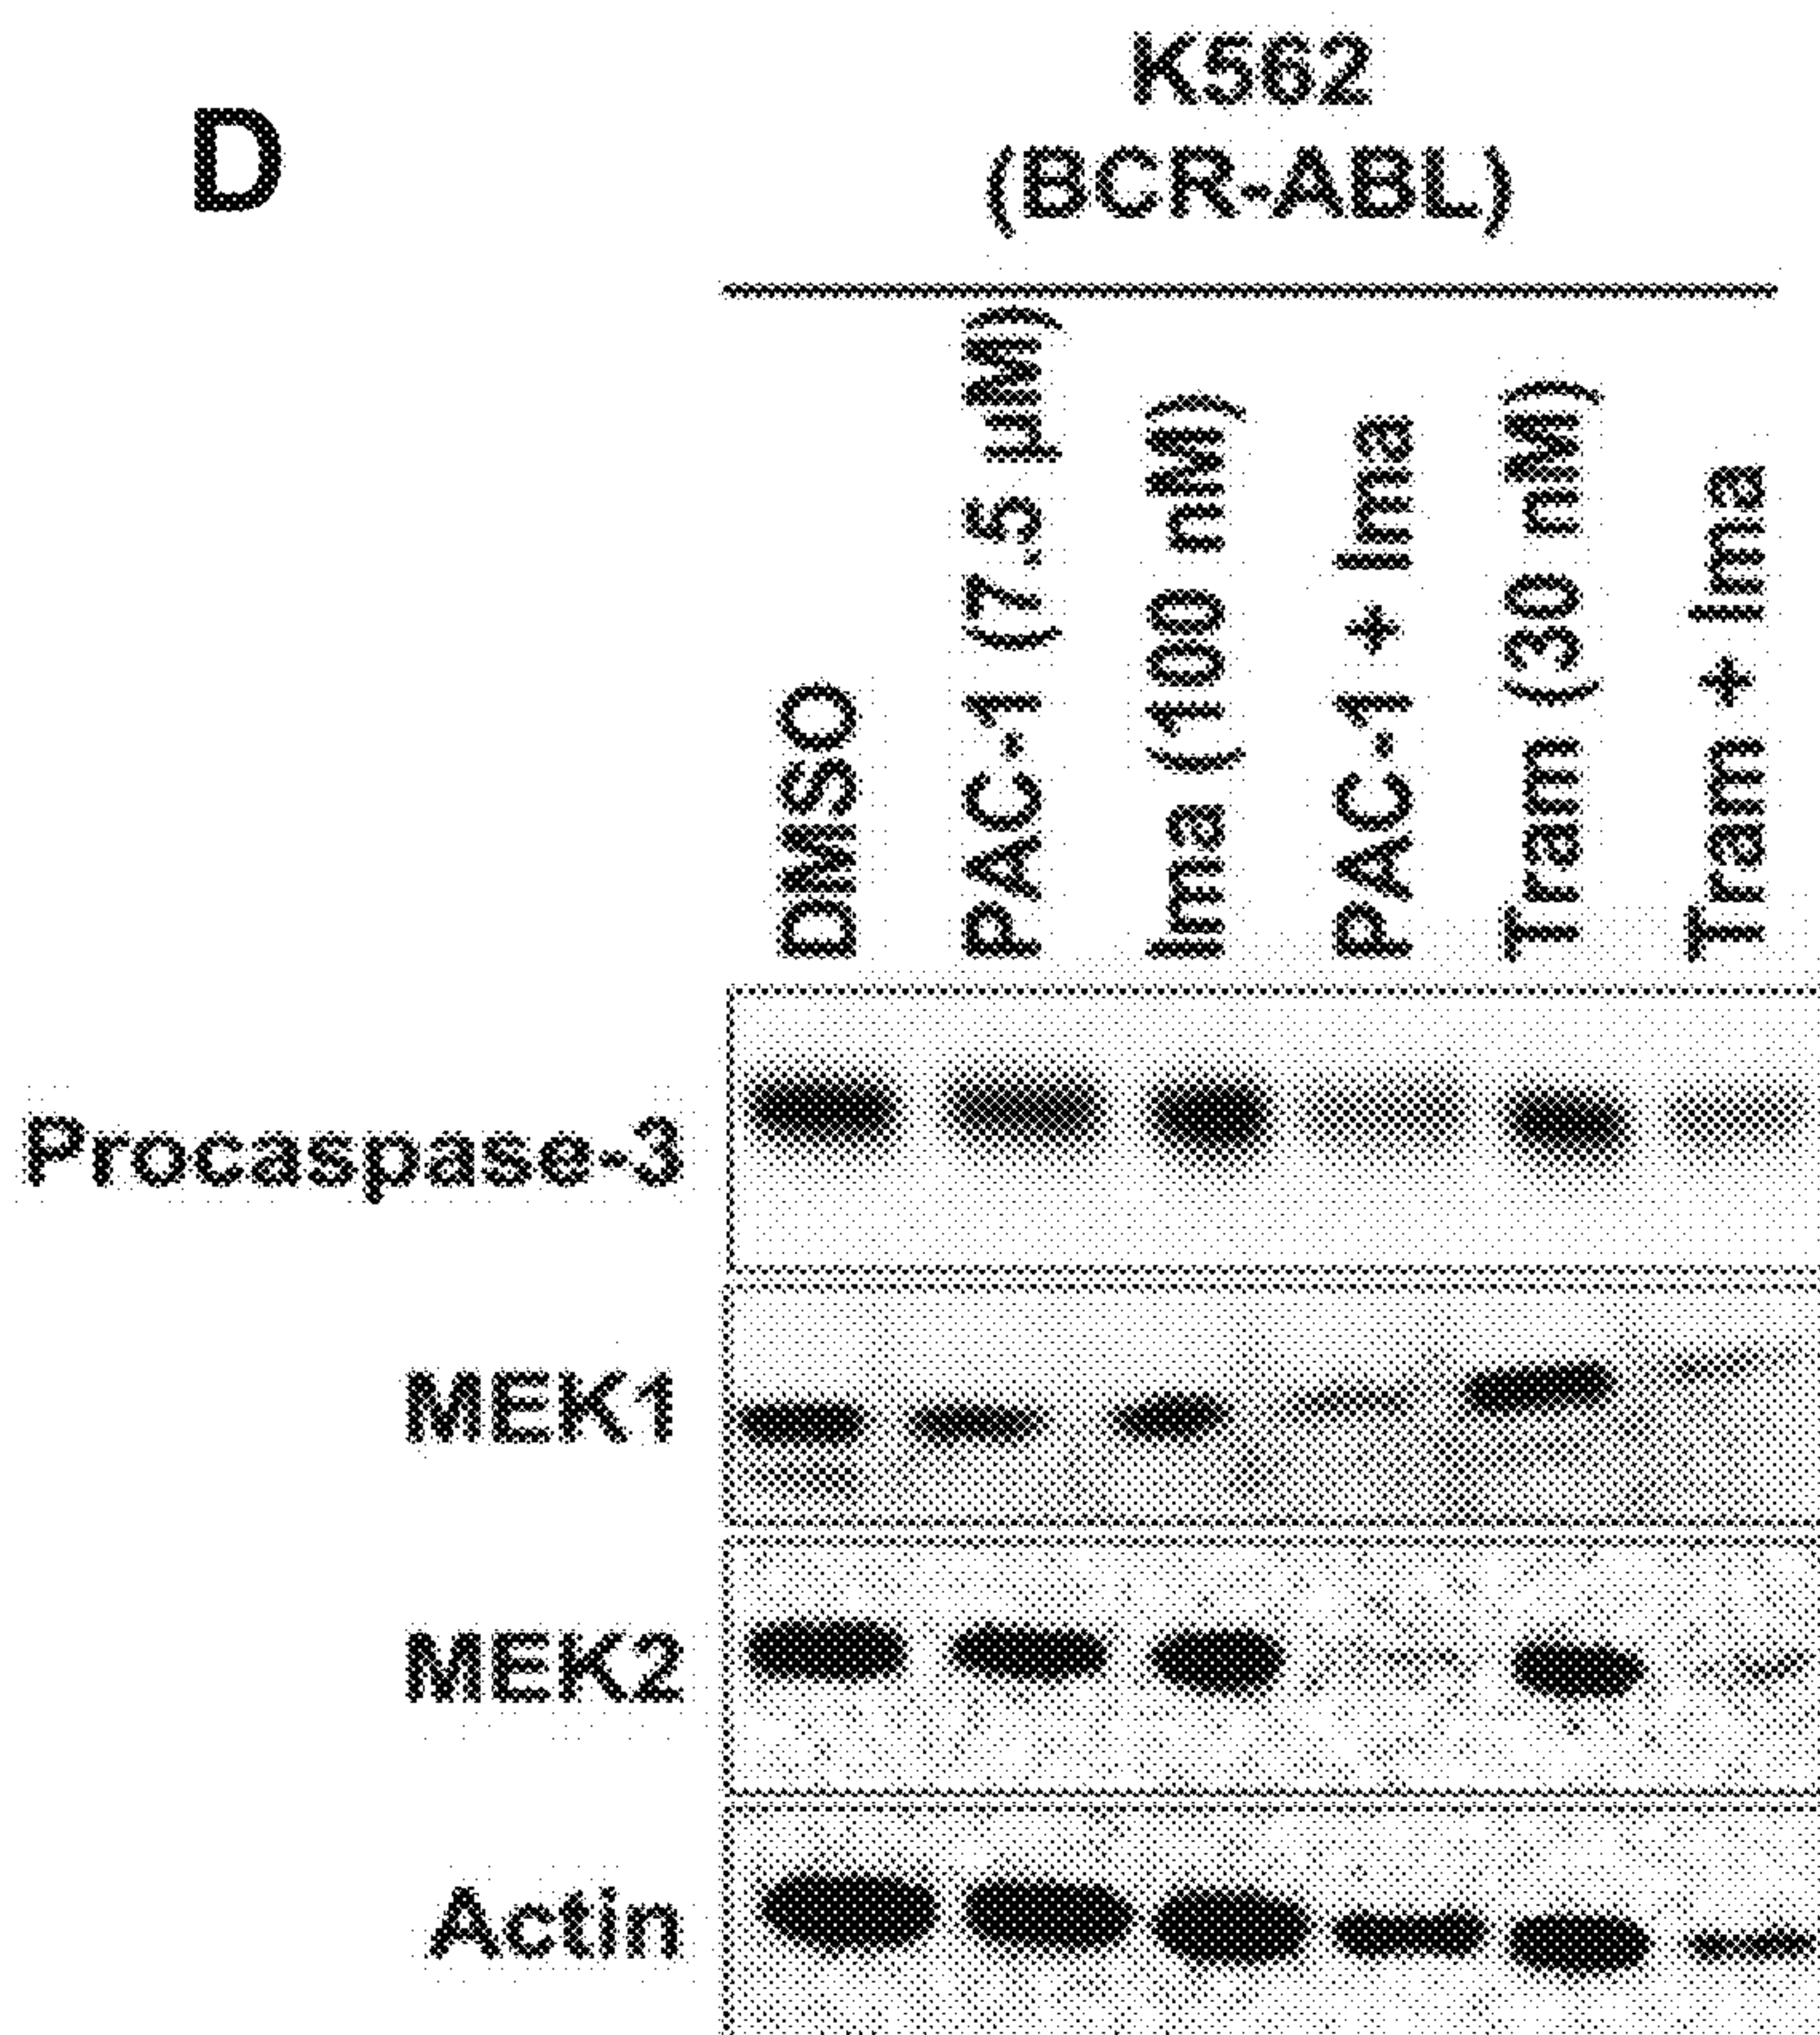 D
K562
(BCR-ABL)
DMSO
PAC-1 (7.5 µM)
Ima (100 nM)
PAC-1 + Ima
Tram (30 nM)
Tram + Ima
Procaspase-3
MEK1
MEK2
Actin